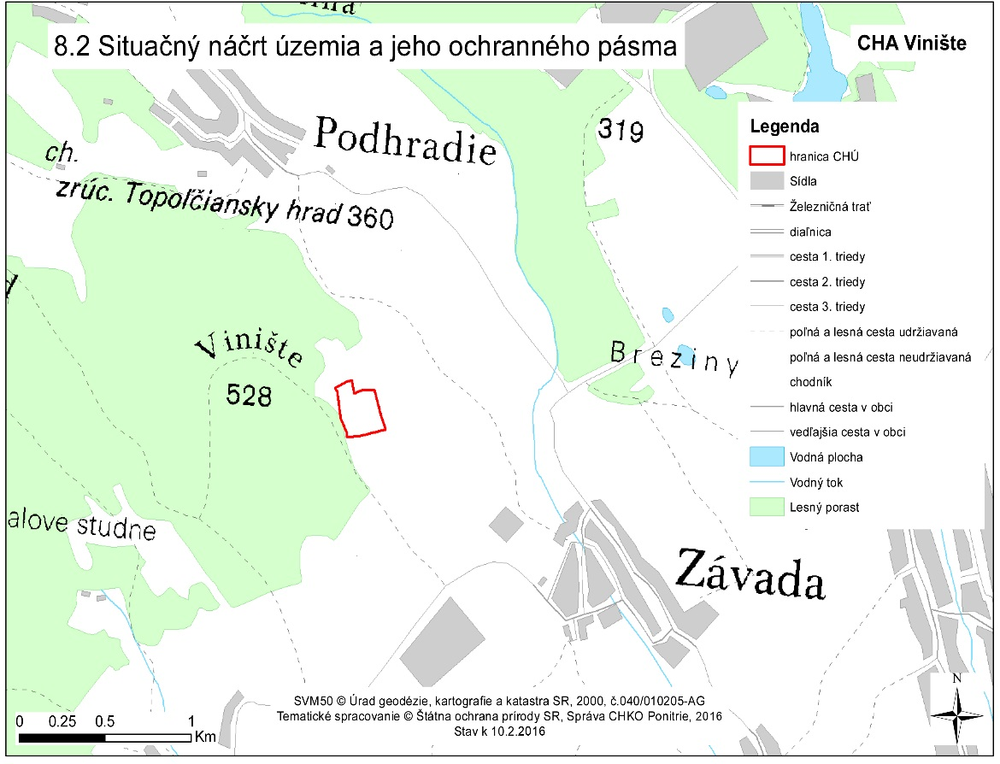 8.2 Situačný náčrt územia a jeho ochranného pásma
CHA Vinište
Podhradie
319
ch.
zrúc. Topoľčiansky hrad 360
Vinište
528
Breziny
alove studne
Závada
Legenda
hranica CHÚ
Sídla
Železničná trať
diaľnica
cesta 1. triedy
cesta 2. triedy
cesta 3. triedy
poľná a lesná cesta udržiavaná
poľná a lesná cesta neudržiavaná
chodník
hlavná cesta v obci
vedľajšia cesta v obci
Vodná plocha
Vodný tok
Lesný porast
SVM50 © Úrad geodézie, kartografie a katastra SR, 2000, č.040/010205-AG
Tematické spracovanie © Štátna ochrana prírody SR, Správa CHKO Ponitrie, 2016
Stav k 10.2.2016
0 0.25 0.5 1
Km
N